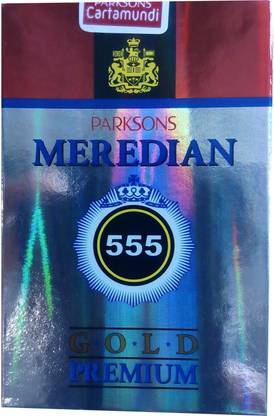 PARKSONS
Cartamundi
PARKSONS
MEREDIAN
555
G·O·L·D
PREMIUM